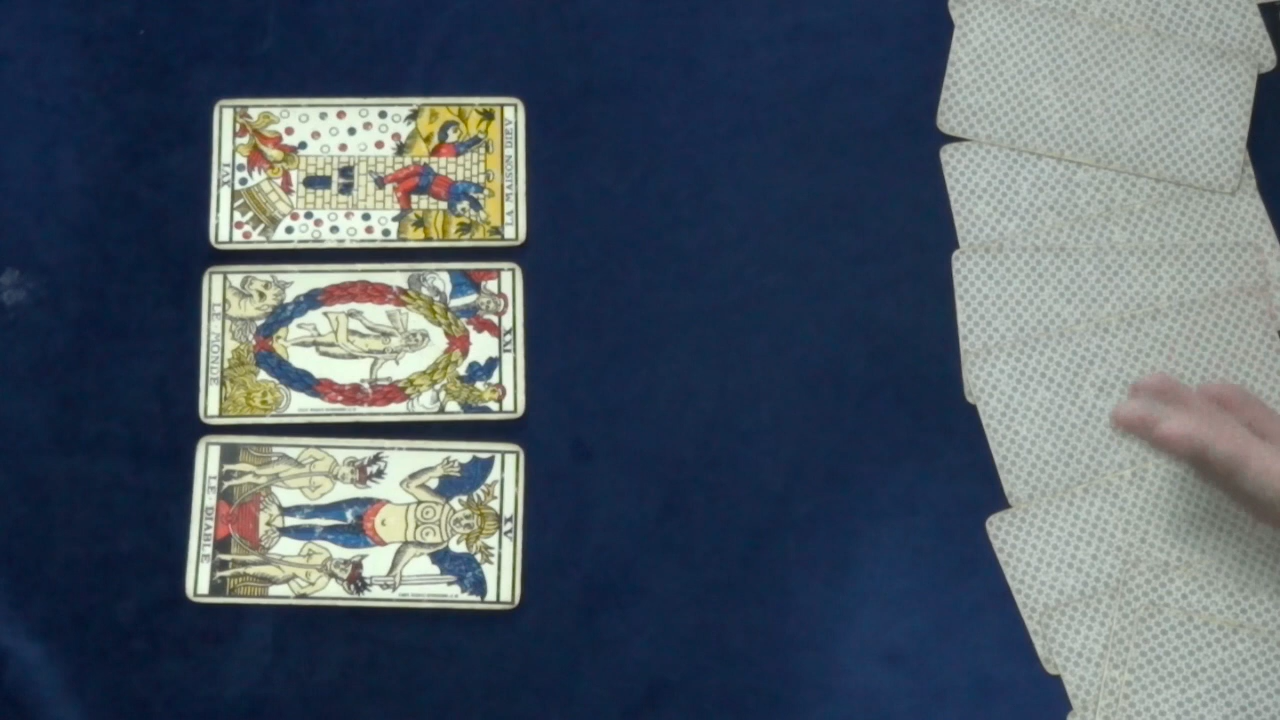 XVI
LA MAISON DIEV
LE MONDE
XXI
LE DIABLE
XV